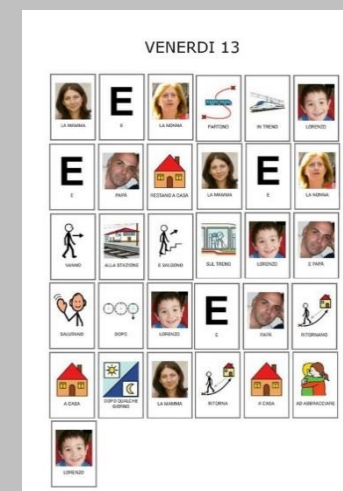 VENERDI 13
LA MAMMA E LA NONNA PARTONO IN TRENO LORENZO
E PAPÀ RESTANO A CASA LA MAMMA E LA NONNA
VANNO ALLA STAZIONE E SALGONO SUL TRENO LORENZO E PAPÀ
SALUTANO DOPO LORENZO E PAPÀ RITORNANO
A CASA DOPO QUALCHE GIORNO LA MAMMA RITORNA A CASA AD ABBRACCIARE
LORENZO